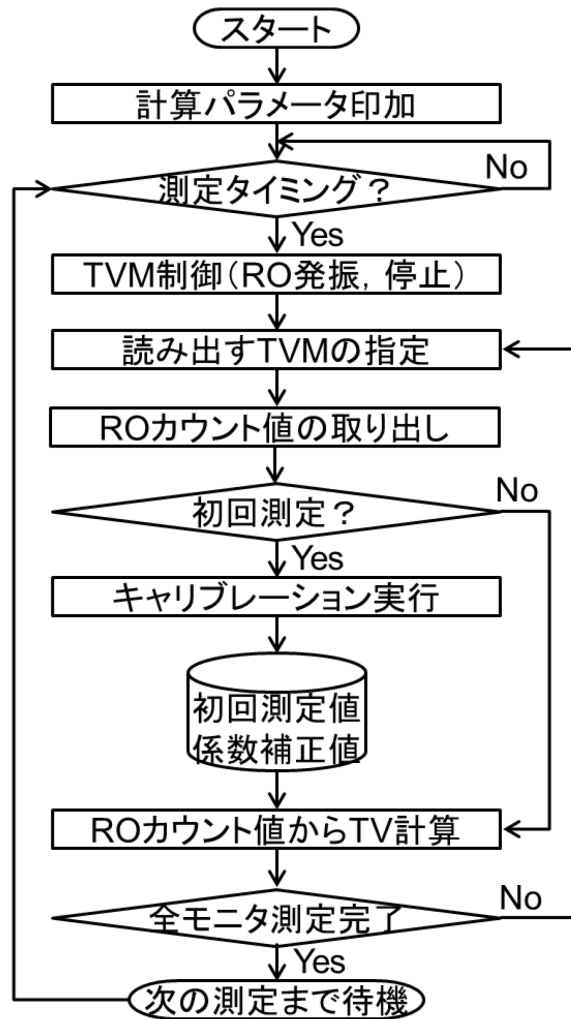 スタート
計算パラメータ印加
測定タイミング？
No
Yes
TVM制御(RO発振, 停止)
読み出すTVMの指定
ROカウント値の取り出し
初回測定？
No
Yes
キャリブレーション実行
初回測定値
係数補正値
ROカウント値からTV計算
全モニタ測定完了
No
Yes
次の測定まで待機